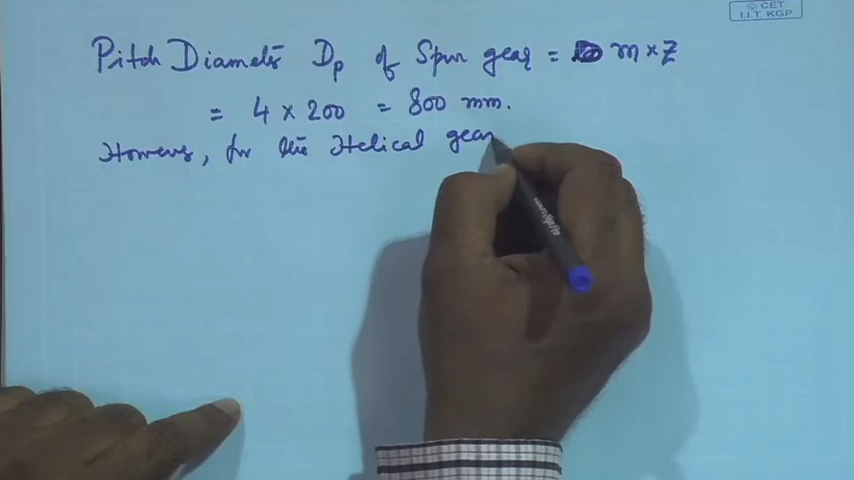 © CET
I.I.T. KGP
Pitch Diameter Dp of Spur gear = m × Z
= 4 × 200 = 800 mm.
However, for the Helical gear